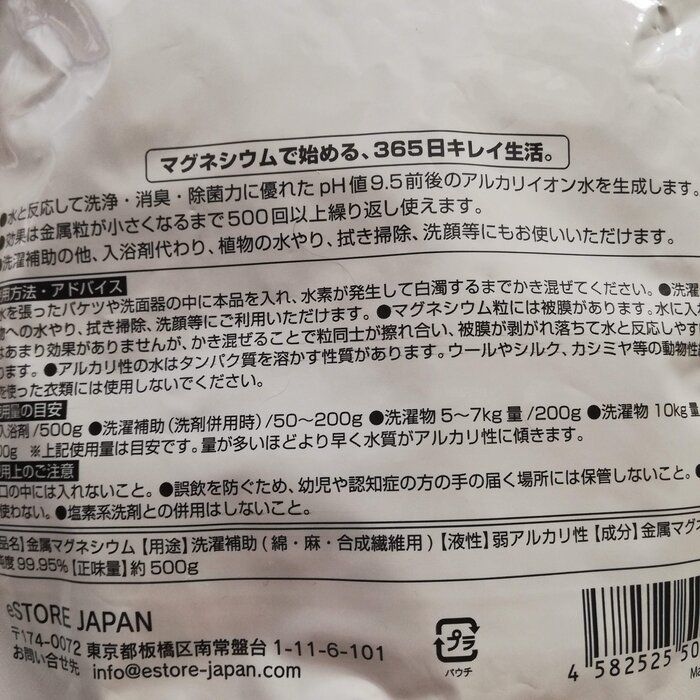 マグネシウムで始める、365日キレイ生活。
●水と反応して洗浄・消臭・除菌力に優れた pH値9.5前後のアルカリイオン水を生成します。
●効果は金属粒が小さくなるまで500回以上繰り返し使えます。
●洗濯補助の他、入浴剤代わり、植物の水やり、拭き掃除、洗顔等にもお使いいただけます。
用方法・アドバイス
水を張ったバケツや洗面器の中に本品を入れ、水素が発生して白濁するまでかき混ぜてください。●洗濯
物への水やり、拭き掃除、洗顔等にご利用いただけます。●マグネシウム粒には被膜があります。水に入れ
はあまり効果がありませんが、かき混ぜることで粒同士が擦れ合い、被膜が剥がれ落ちて水と反応しやす
ります。●アルカリ性の水はタンパク質を溶かす性質があります。ウールやシルク、カシミヤ等の動物性
を使った衣類には使用しないでください。
用量の目安
入浴剤/500g ●洗濯補助(洗剤併用時)/50〜200g ●洗濯物 5〜7kg量/200g ●洗濯物 10kg量
00g ※上記使用量は目安です。量が多いほどより早く水質がアルカリ性に傾きます。
用上のご注意
口の中には入れないこと。●誤飲を防ぐため、幼児や認知症の方の手の届く場所には保管しないこと。●
使わない。●塩素系洗剤との併用はしないこと。
品名】金属マグネシウム【用途】洗濯補助(綿・麻・合成繊維用)【液性】弱アルカリ性【成分】金属マグネ
純度99.95%【正味量】約500g
eSTORE JAPAN
〒174-0072 東京都板橋区南常盤台1-11-6-101
お問い合せ先 info@estore-japan.com
プラ
パウチ
4 582525 50
Ma